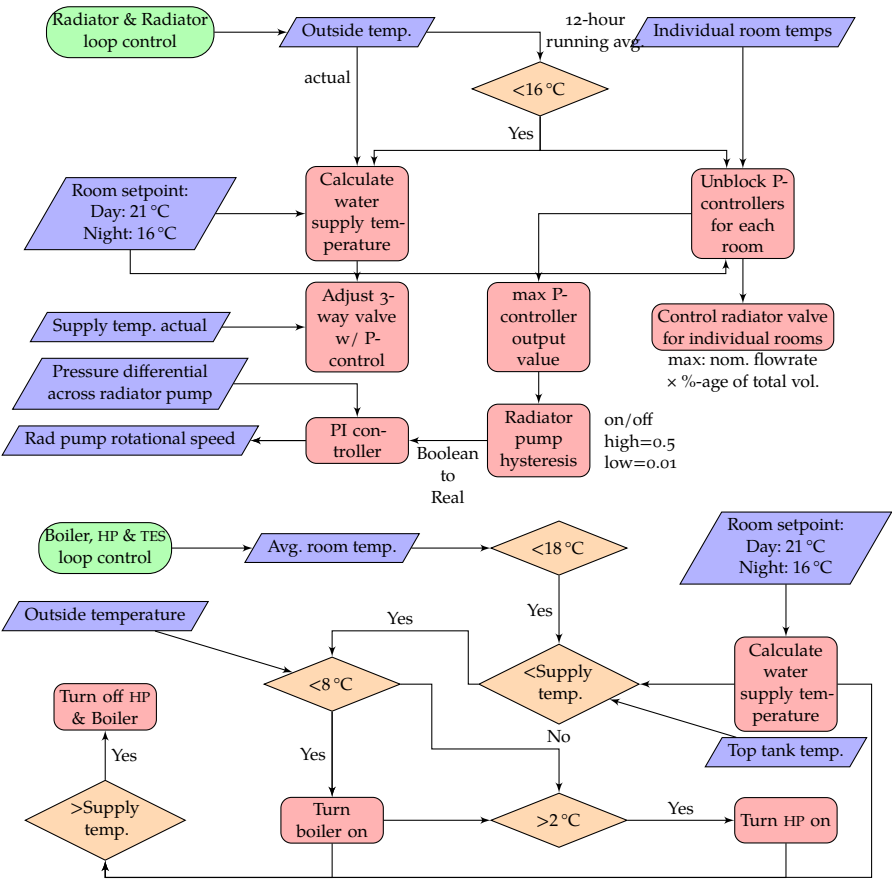 Radiator & Radiator
loop control
Outside temp.
12-hour
running avg.
Individual room temps
actual
<16 °C
Yes
Room setpoint:
Day: 21 °C
Night: 16 °C
Calculate
water
supply tem-
perature
Unblock P-
controllers
for each
room
Supply temp. actual
Adjust 3-
way valve
w/ P-
control
max P-
controller
output
value
Control radiator valve
for individual rooms
max: nom. flowrate
× %-age of total vol.
Pressure differential
across radiator pump
Rad pump rotational speed
PI con-
troller
Boolean
to
Real
Radiator
pump
hysteresis
on/off
high=0.5
low=0.01
Boiler, HP & TES
loop control
Avg. room temp.
<18 °C
Room setpoint:
Day: 21 °C
Night: 16 °C
Outside temperature
Yes
Yes
<8 °C
<Supply
temp.
Calculate
water
supply tem-
perature
Turn off HP
& Boiler
Yes
Yes
No
Top tank temp.
>Supply
temp.
Turn
boiler on
>2 °C
Yes
Turn HP on